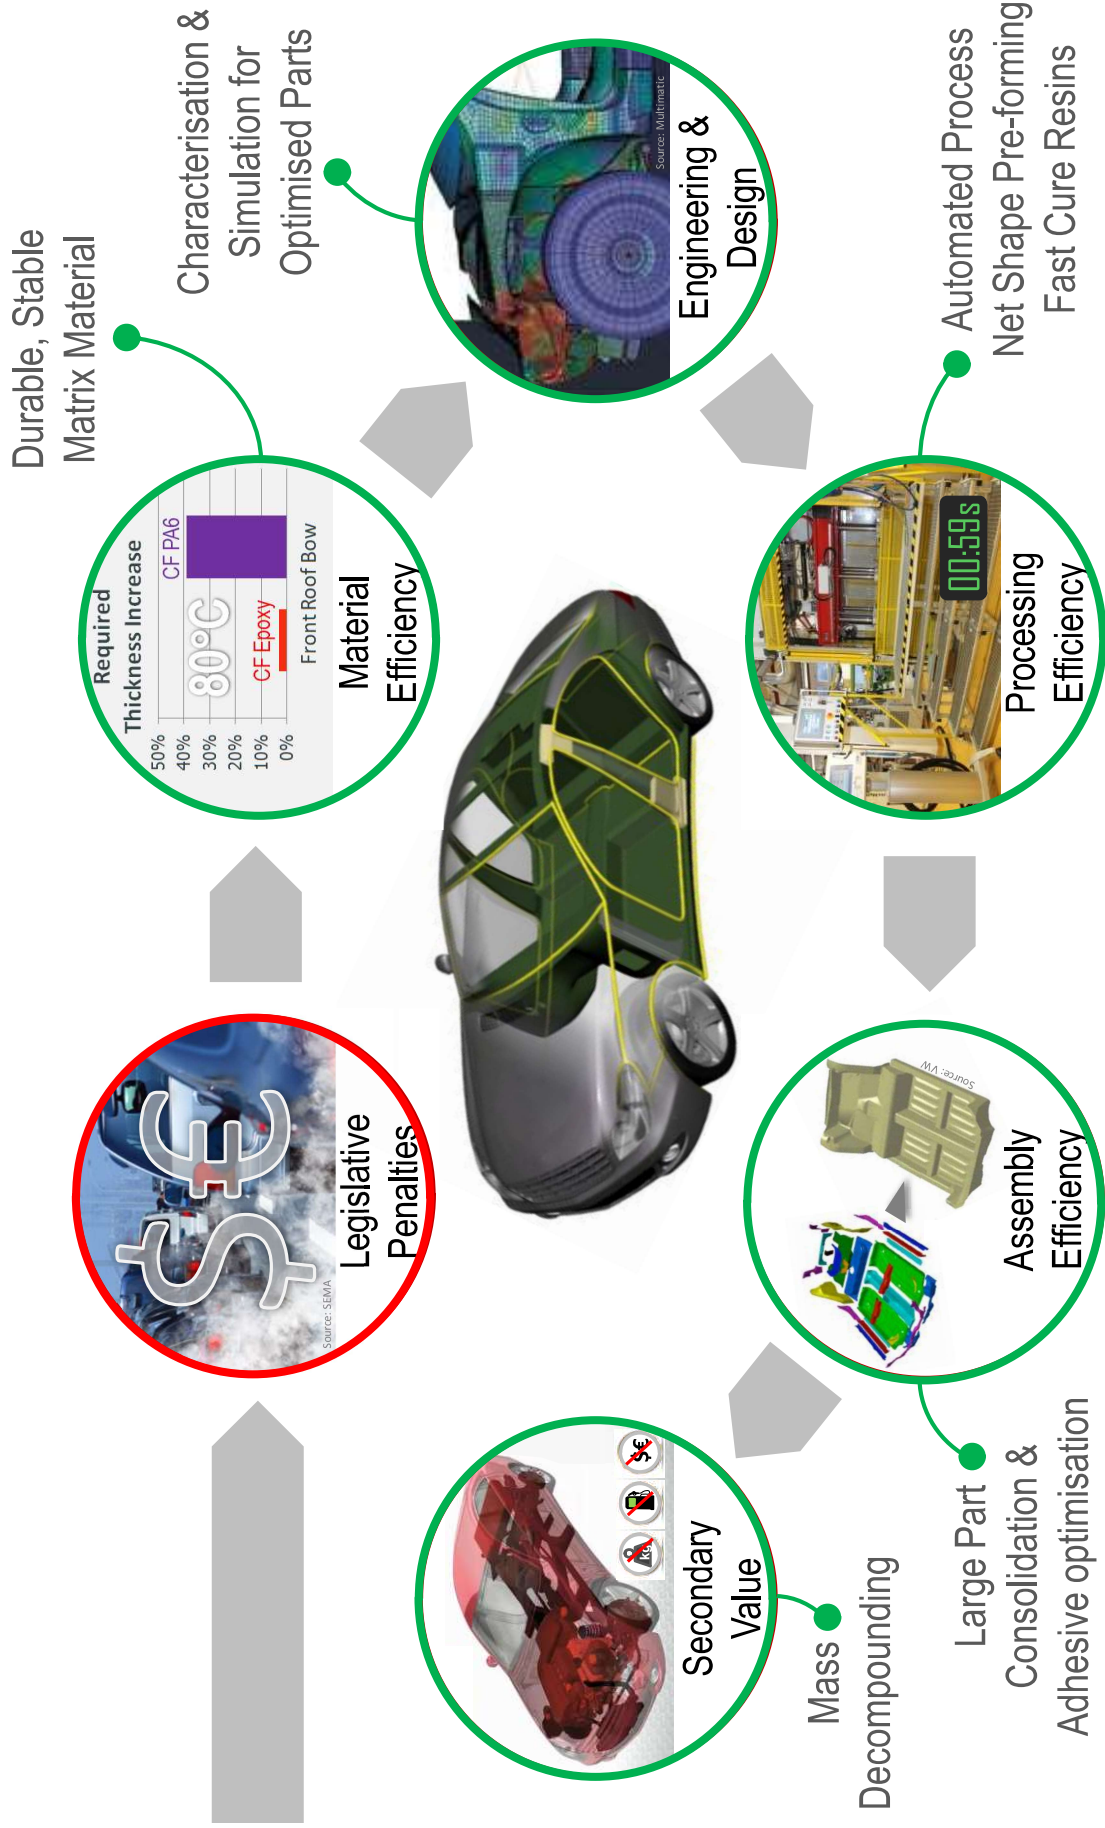 $€
Source: SEMA
Legislative
Penalties
Durable, Stable
Matrix Material
Required
Thickness Increase
50%
40%
30%
20%
10%
0%
80°C
CF PA6
CF Epoxy
Front Roof Bow
Material
Efficiency
Characterisation &
Simulation for
Optimised Parts
Source: Multimatic
Engineering &
Design
Automated Process
Net Shape Pre-forming
Fast Cure Resins
00:59s
Processing
Efficiency
Source: VW
Assembly
Efficiency
Large Part
Consolidation &
Adhesive optimisation
kg
$€
Secondary
Value
Mass
Decompounding